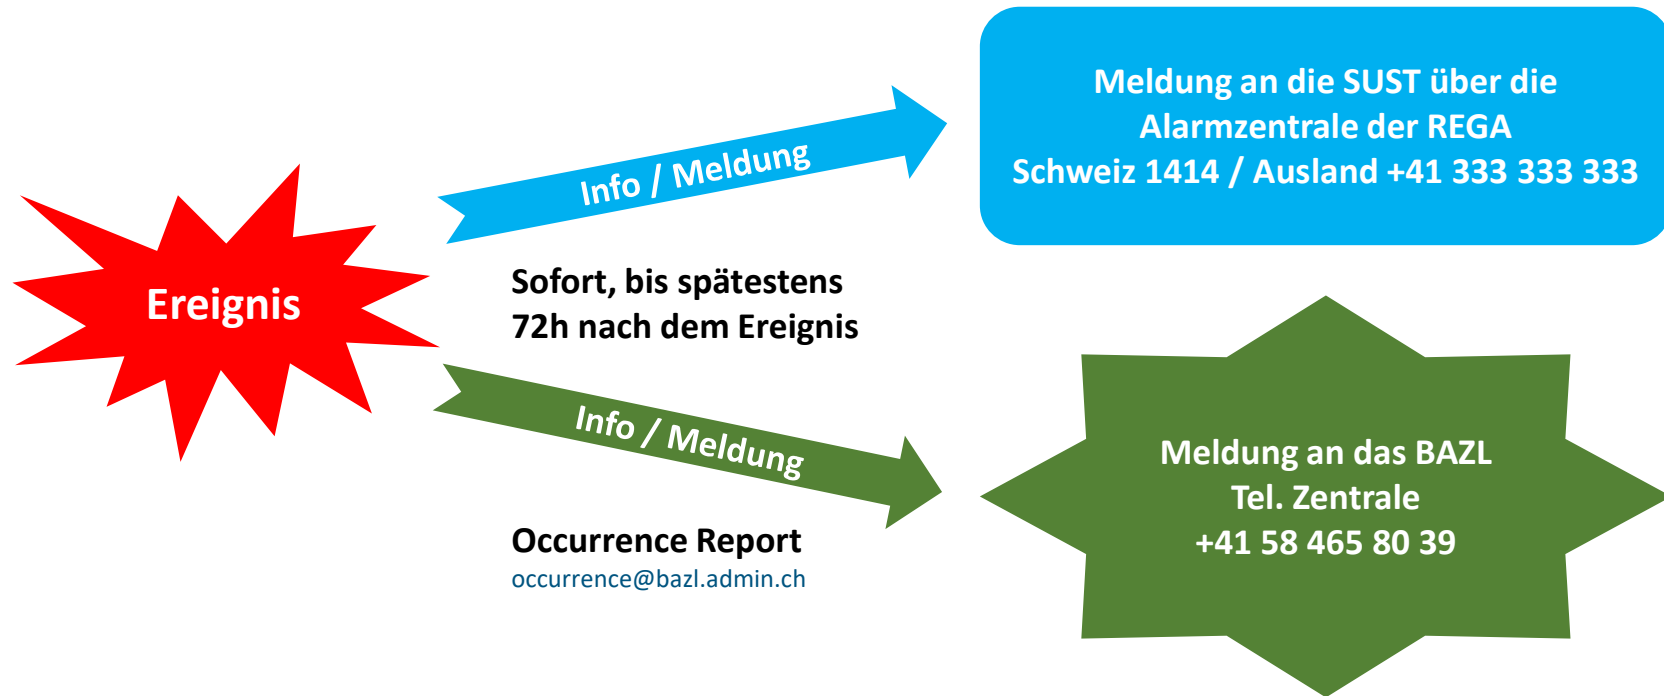 Ereignis
Info / Meldung
Meldung an die SUST über die
Alarmzentrale der REGA
Schweiz 1414 / Ausland +41 333 333 333
Sofort, bis spätestens
72h nach dem Ereignis
Info / Meldung
Meldung an das BAZL
Tel. Zentrale
+41 58 465 80 39
Occurrence Report
occurrence@bazl.admin.ch